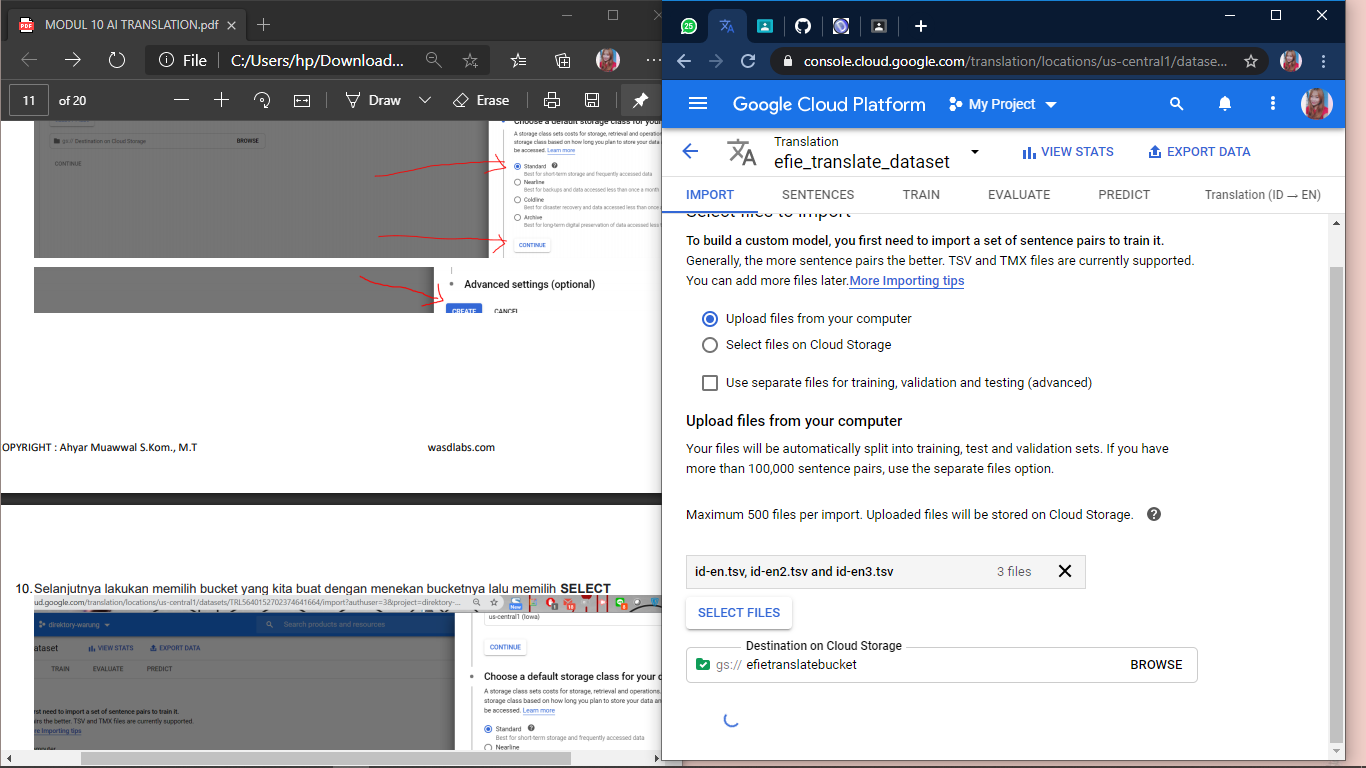 MODUL 10 AI TRANSLATION.pdf
File
C:/Users/hp/Download...
11
of 20
Draw
Erase
gs:// Destination on Cloud Storage
BROWSE
CONTINUE
Choose a default storage class for your
A storage class sets costs for storage, retrieval and operations
storage class based on how long you plan to store your data an
be accessed. Learn more
Standard
Best for short-term storage and frequently accessed data
Nearline
Best for backups and data accessed less than once a month
Coldline
Best for disaster recovery and data accessed less than once
Archive
Best for long-term digital preservation of data accessed less
CONTINUE
Advanced settings (optional)
CREATE
CANCEL
OPYRIGHT : Ahyar Muawwal S.Kom., M.T
wasdlabs.com
10. Selanjutnya lakukan memilih bucket yang kita buat dengan menekan bucketnya lalu memilih SELECT
ud.google.com/translation/locations/us-central1/datasets/TRL5640152702374641664/import?authuser=3&project=direktory-...
direktory-warung
Search products and resources
ataset
VIEW STATS
EXPORT DATA
TRAIN
EVALUATE
PREDICT
rst need to import a set of sentence pairs to train it.
airs the better. TSV and TMX files are currently supported.
re Importing tips
us-central1 (Iowa)
CONTINUE
Choose a default storage class for your d
A storage class sets costs for storage, retrieval and operations.
storage class based on how long you plan to store your data an
be accessed. Learn more
Standard
Best for short-term storage and frequently accessed data
Nearline
25
console.cloud.google.com/translation/locations/us-central1/datase...
Google Cloud Platform
My Project
Translation
efie_translate_dataset
VIEW STATS
EXPORT DATA
IMPORT
SENTENCES
TRAIN
EVALUATE
PREDICT
Translation (ID → EN)
Select files to import
To build a custom model, you first need to import a set of sentence pairs to train it.
Generally, the more sentence pairs the better. TSV and TMX files are currently supported.
You can add more files later.More Importing tips
Upload files from your computer
Select files on Cloud Storage
Use separate files for training, validation and testing (advanced)
Upload files from your computer
Your files will be automatically split into training, test and validation sets. If you have
more than 100,000 sentence pairs, use the separate files option.
Maximum 500 files per import. Uploaded files will be stored on Cloud Storage.
id-en.tsv, id-en2.tsv and id-en3.tsv
3 files
SELECT FILES
Destination on Cloud Storage
gs:// efietranslatebucket
BROWSE